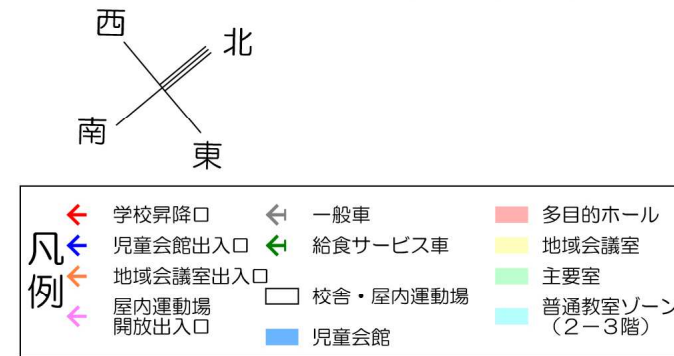 西
北
南
東
凡例
学校昇降口
児童会館出入口
地域会議室出入口
屋内運動場
開放出入口
一般車
給食サービス車
校舎・屋内運動場
児童会館
多目的ホール
地域会議室
主要室
普通教室ゾーン
（２－３階）